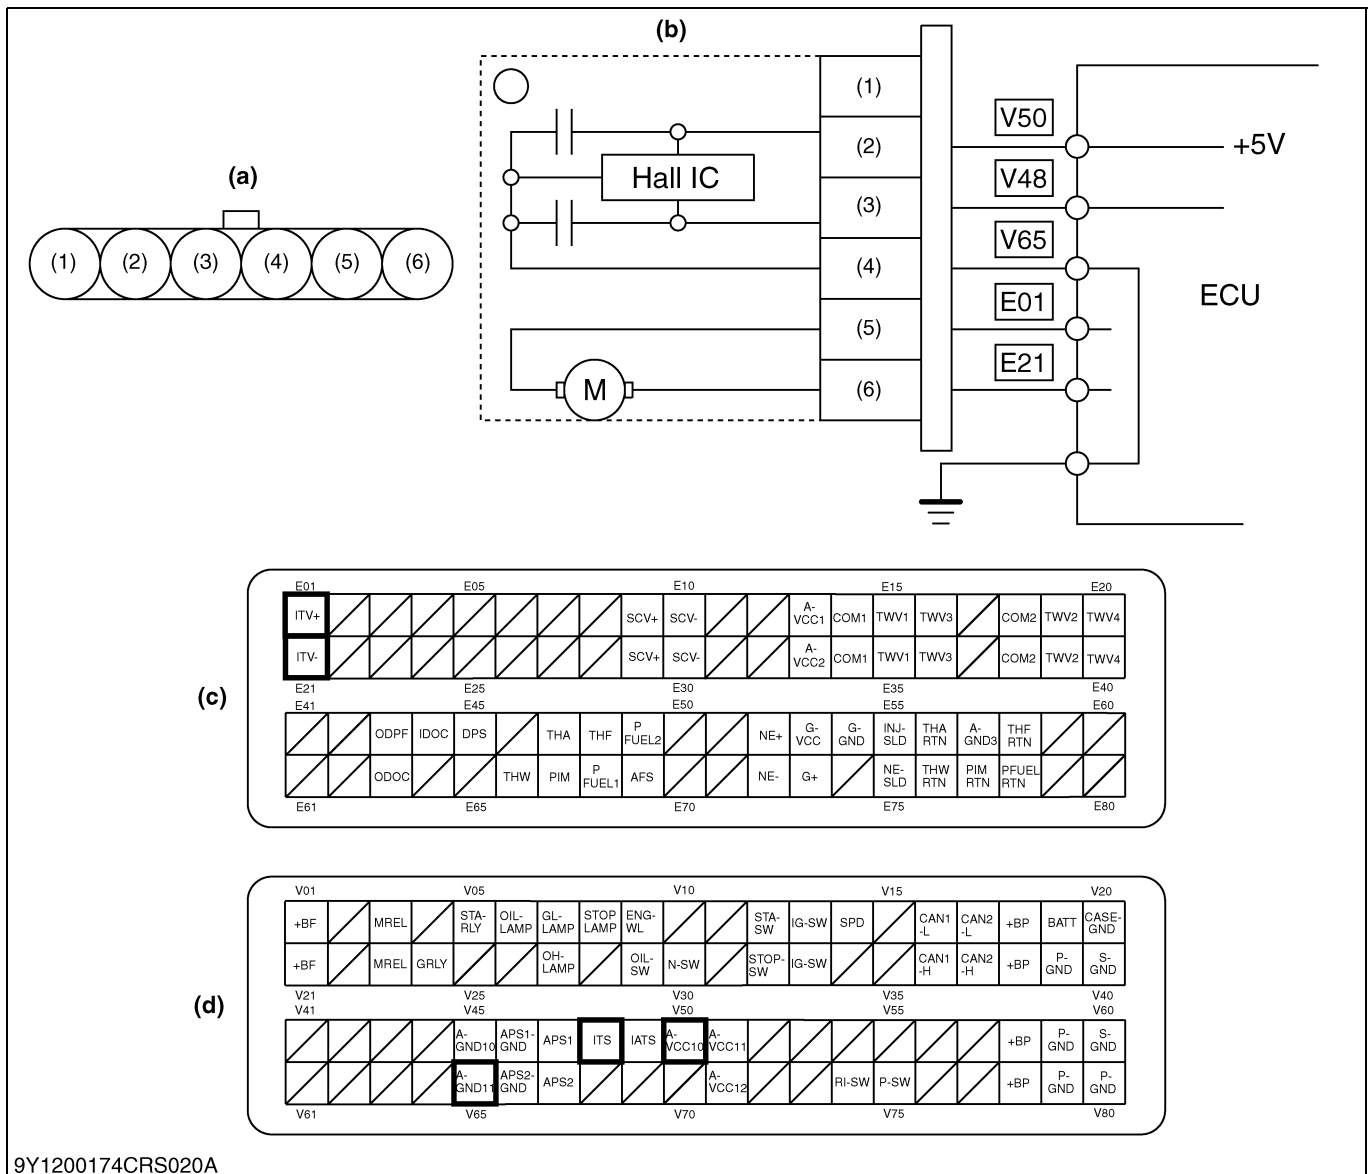 (b)
(1)
V50
(2)
+5V
Hall IC
V48
(a)
(3)
V65
(1) (2) (3) (4) (5) (6)
(4)
ECU
E01
(5)
E21
M
(6)
(c)
E01 E05 E10 E15 E20
ITV+ SCV+ SCV- A-VCC1 COM1 TWV1 TWV3 COM2 TWV2 TWV4
ITV- SCV+ SCV- A-VCC2 COM1 TWV1 TWV3 COM2 TWV2 TWV4
E21 E25 E30 E35 E40
E41 E45 E50 E55 E60
ODPF IDOC DPS THA THF P FUEL2 NE+ G-VCC G-GND INJ-SLD THA RTN A-GND3 THF RTN
ODOC THW PIM P FUEL1 AFS NE- G+ NE-SLD THW RTN PIM RTN PFUEL RTN
E61 E65 E70 E75 E80
(d)
V01 V05 V10 V15 V20
+BF MREL STA-RLY OIL-LAMP GL-LAMP STOP LAMP ENG-WL STA-SW IG-SW SPD CAN1-L CAN2-L +BP BATT CASE-GND
+BF MREL GRLY OH-LAMP OIL-SW N-SW STOP-SW IG-SW CAN1-H CAN2-H +BP P-GND S-GND
V21 V25 V30 V35 V40
V41 V45 V50 V55 V60
A-GND10 APS1-GND APS1 ITS IATS A-VCC10 A-VCC11 +BP P-GND S-GND
A-GND11 APS2-GND APS2 A-VCC12 RI-SW P-SW +BP P-GND P-GND
V61 V65 V70 V75 V80
9Y1200174CRS020A